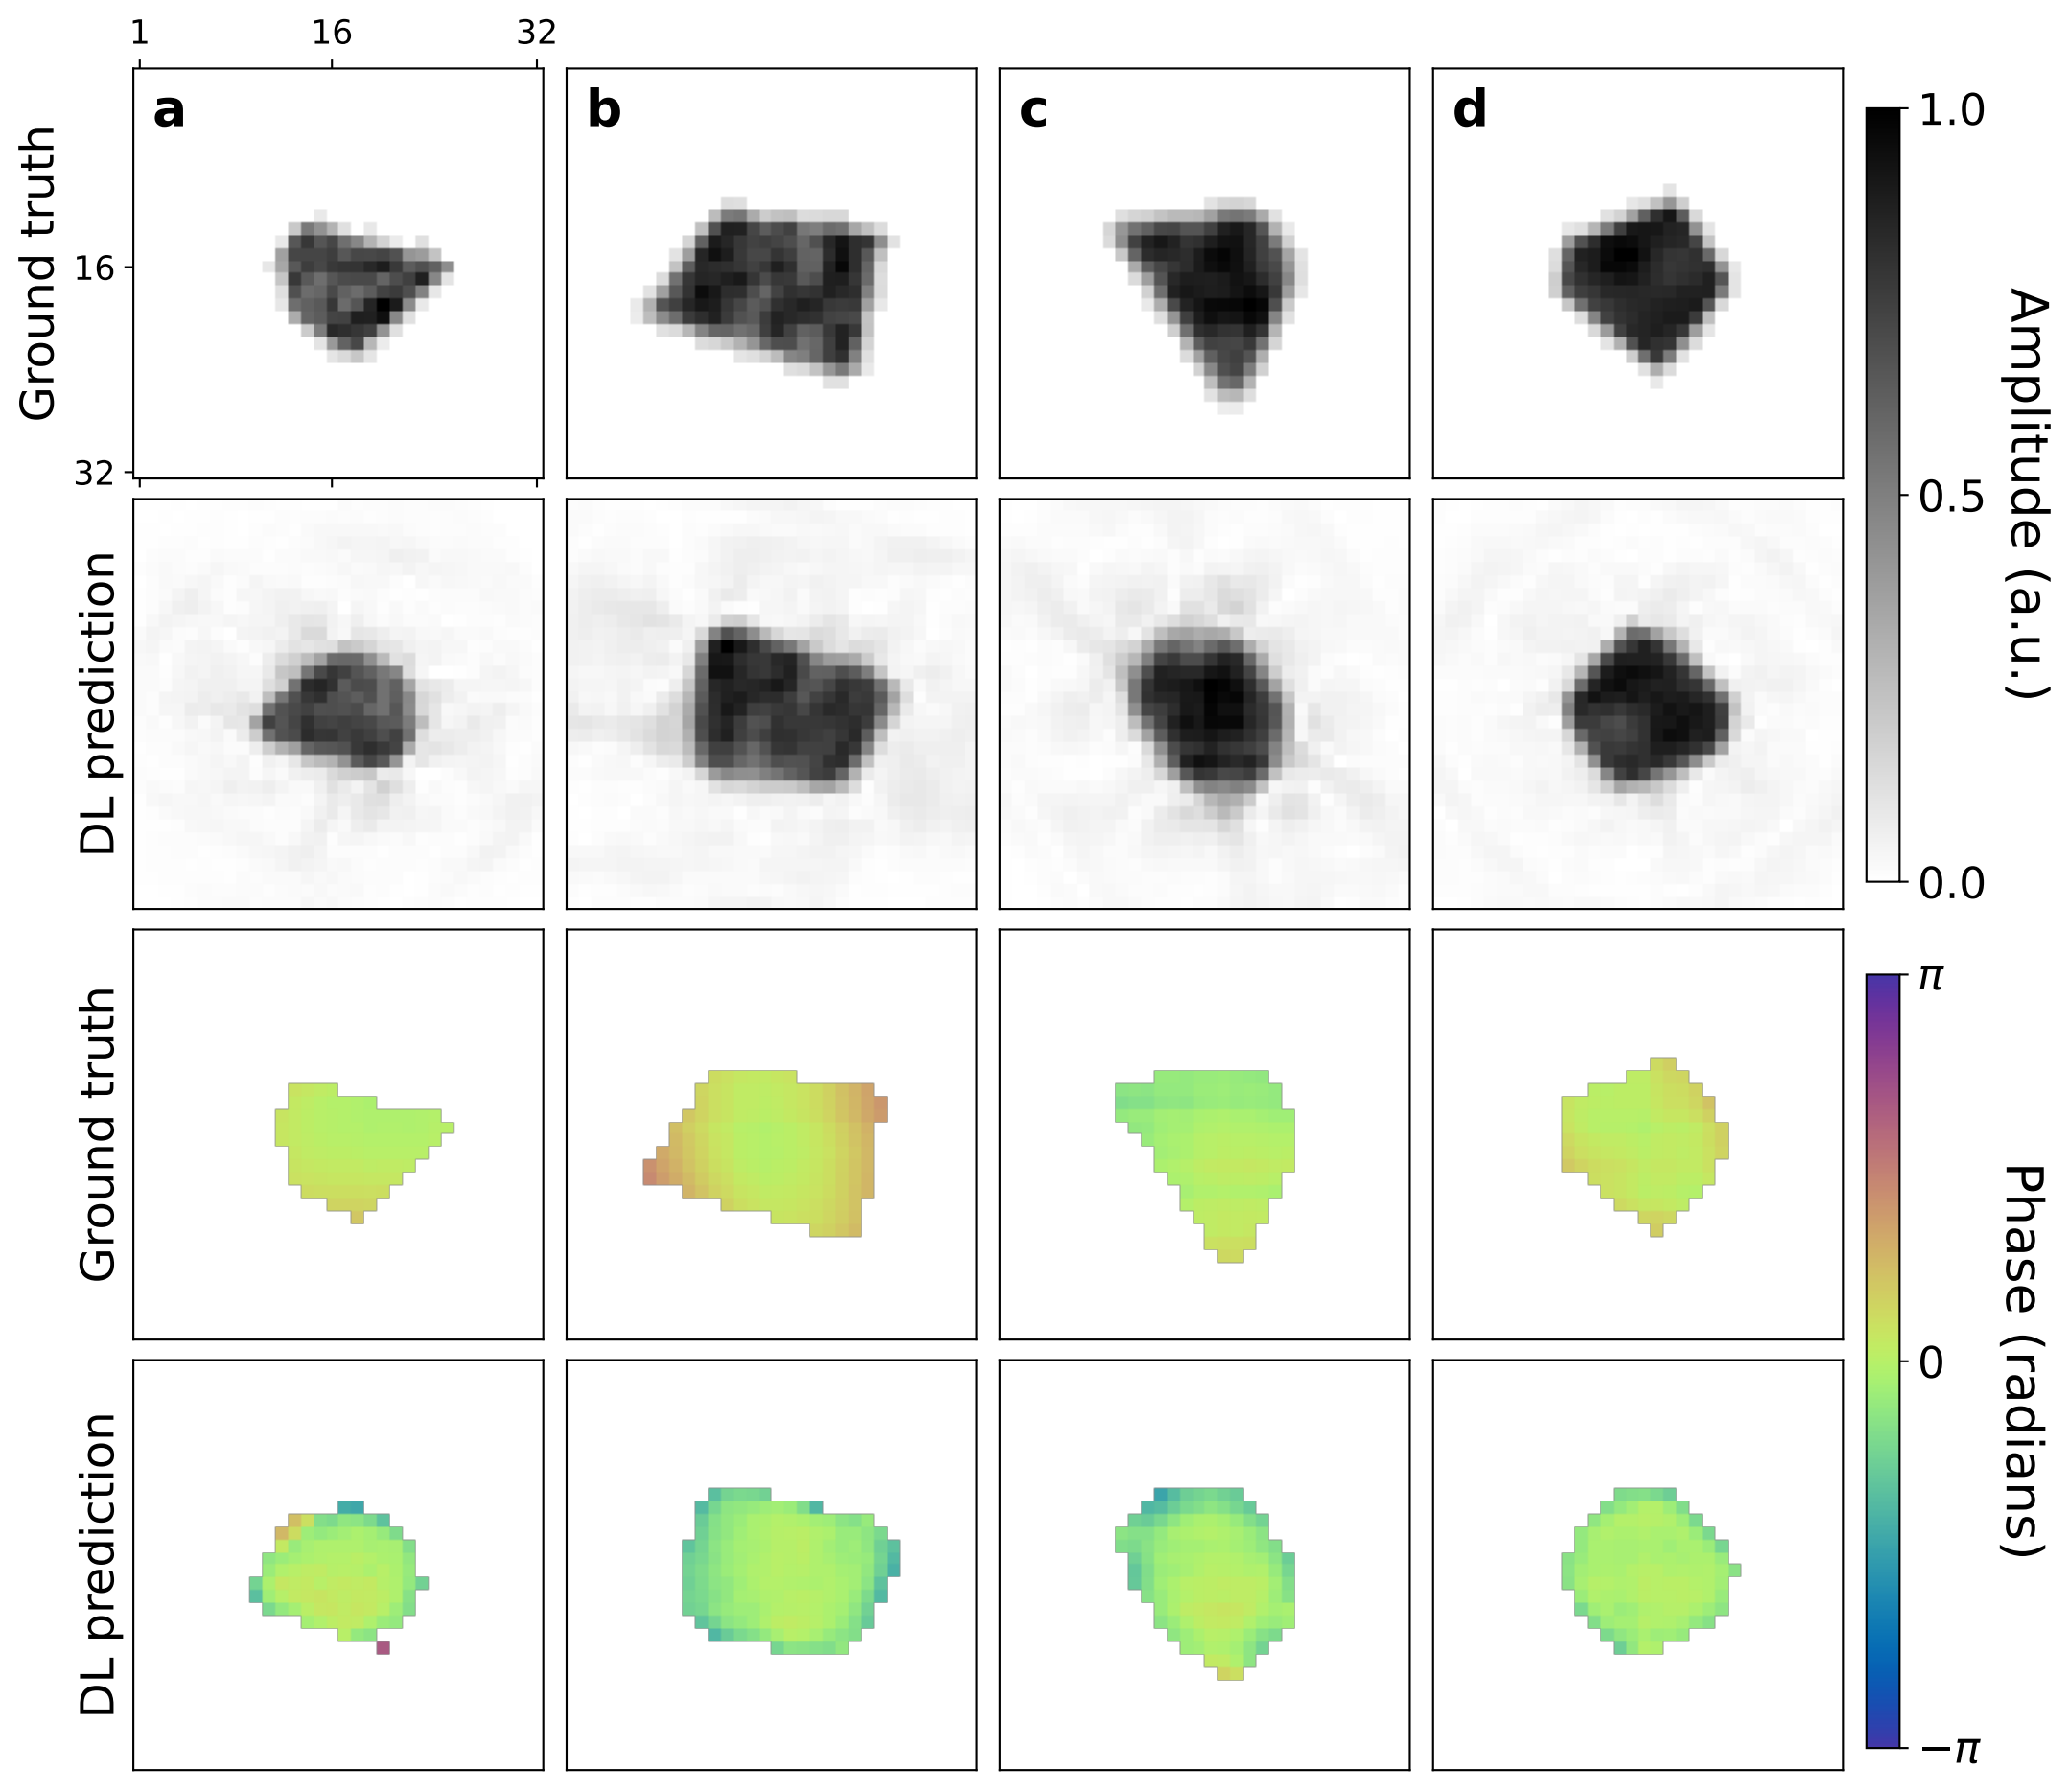 1 16 32
a b c d
Ground truth
16
32
1.0
0.5
0.0
Amplitude (a.u.)
DL prediction
Ground truth
π
0
−π
Phase (radians)
DL prediction